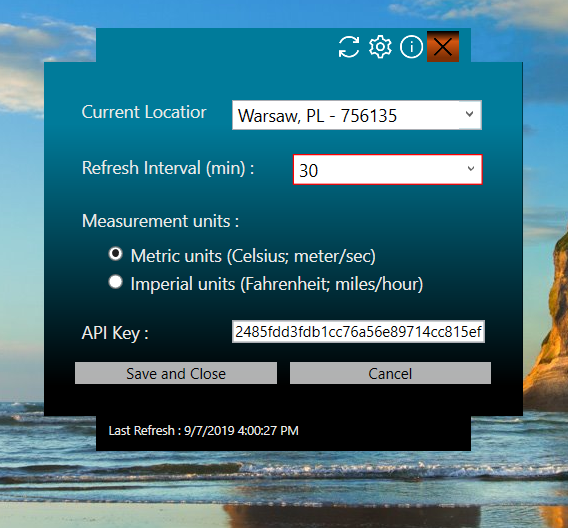 Current Locatior
Warsaw, PL - 756135
Refresh Interval (min) :
30
Measurement units :
Metric units (Celsius; meter/sec)
Imperial units (Fahrenheit; miles/hour)
API Key :
2485fdd3fdb1cc76a56e89714cc815ef
Save and Close
Cancel
Last Refresh : 9/7/2019 4:00:27 PM